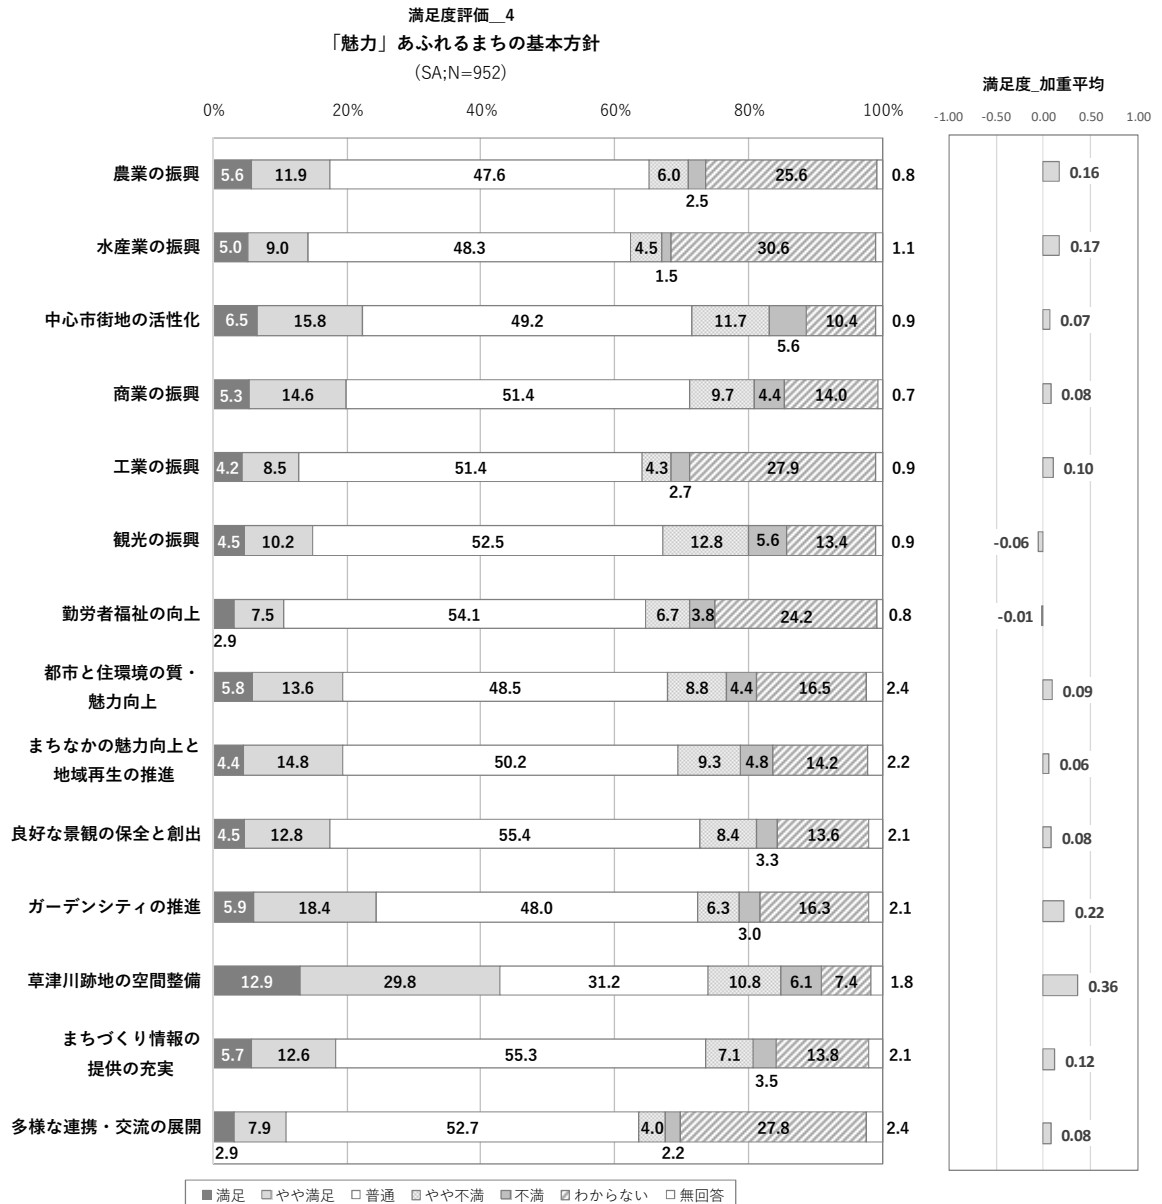 満足度評価__4
「魅力」あふれるまちの基本方針
(SA;N=952)
満足度_加重平均
0% 20% 40% 60% 80% 100%
-1.00 -0.50 0.00 0.50 1.00
農業の振興 5.6 11.9 47.6 6.0 2.5 25.6 0.8 0.16
水産業の振興 5.0 9.0 48.3 4.5 1.5 30.6 1.1 0.17
中心市街地の活性化 6.5 15.8 49.2 11.7 5.6 10.4 0.9 0.07
商業の振興 5.3 14.6 51.4 9.7 4.4 14.0 0.7 0.08
工業の振興 4.2 8.5 51.4 4.3 2.7 27.9 0.9 0.10
観光の振興 4.5 10.2 52.5 12.8 5.6 13.4 0.9 -0.06
勤労者福祉の向上 2.9 7.5 54.1 6.7 3.8 24.2 0.8 -0.01
都市と住環境の質・
魅力向上 5.8 13.6 48.5 8.8 4.4 16.5 2.4 0.09
まちなかの魅力向上と
地域再生の推進 4.4 14.8 50.2 9.3 4.8 14.2 2.2 0.06
良好な景観の保全と創出 4.5 12.8 55.4 8.4 3.3 13.6 2.1 0.08
ガーデンシティの推進 5.9 18.4 48.0 6.3 3.0 16.3 2.1 0.22
草津川跡地の空間整備 12.9 29.8 31.2 10.8 6.1 7.4 1.8 0.36
まちづくり情報の
提供の充実 5.7 12.6 55.3 7.1 3.5 13.8 2.1 0.12
多様な連携・交流の展開 2.9 7.9 52.7 4.0 2.2 27.8 2.4 0.08
満足 やや満足 普通 やや不満 不満 わからない 無回答